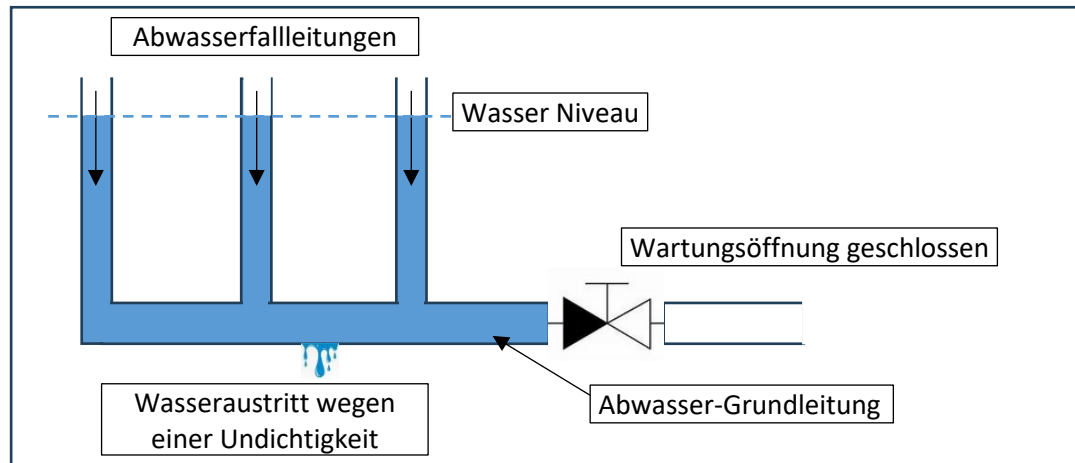 Abwasserfallleitungen
Wasser Niveau
Wartungsöffnung geschlossen
Wasseraustritt wegen
einer Undichtigkeit
Abwasser-Grundleitung